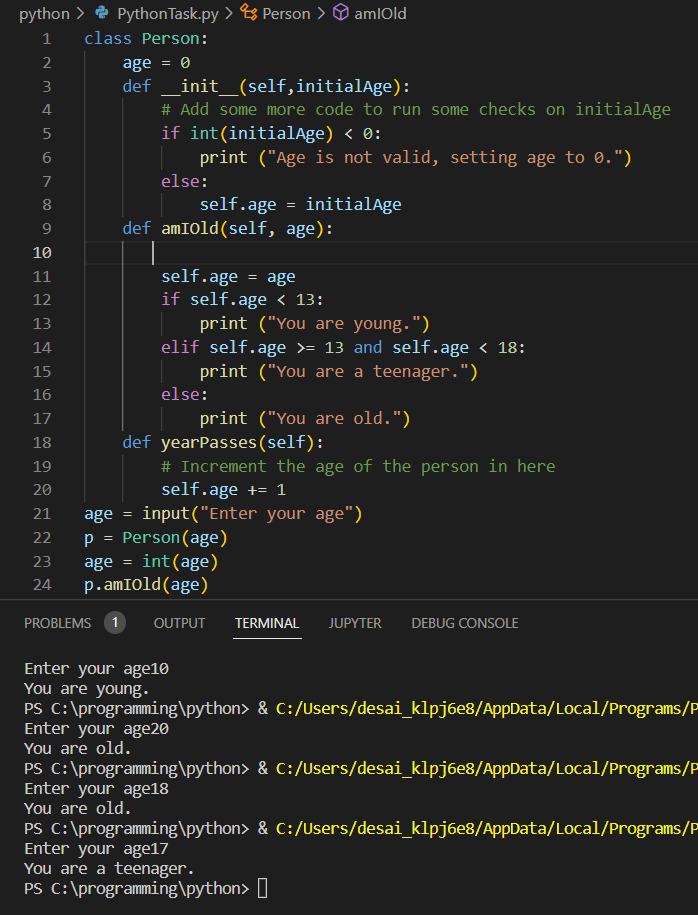 python > PythonTask.py > Person > amIOld
1 class Person:
2 age = 0
3 def __init__(self,initialAge):
4 # Add some more code to run some checks on initialAge
5 if int(initialAge) < 0:
6 print ("Age is not valid, setting age to 0.")
7 else:
8 self.age = initialAge
9 def amIOld(self, age):
10
11 self.age = age
12 if self.age < 13:
13 print ("You are young.")
14 elif self.age >= 13 and self.age < 18:
15 print ("You are a teenager.")
16 else:
17 print ("You are old.")
18 def yearPasses(self):
19 # Increment the age of the person in here
20 self.age += 1
21 age = input("Enter your age")
22 p = Person(age)
23 age = int(age)
24 p.amIOld(age)
PROBLEMS 1 OUTPUT TERMINAL JUPYTER DEBUG CONSOLE
Enter your age10
You are young.
PS C:\programming\python> & C:/Users/desai_klpj6e8/AppData/Local/Programs/P
Enter your age20
You are old.
PS C:\programming\python> & C:/Users/desai_klpj6e8/AppData/Local/Programs/P
Enter your age18
You are old.
PS C:\programming\python> & C:/Users/desai_klpj6e8/AppData/Local/Programs/P
Enter your age17
You are a teenager.
PS C:\programming\python>